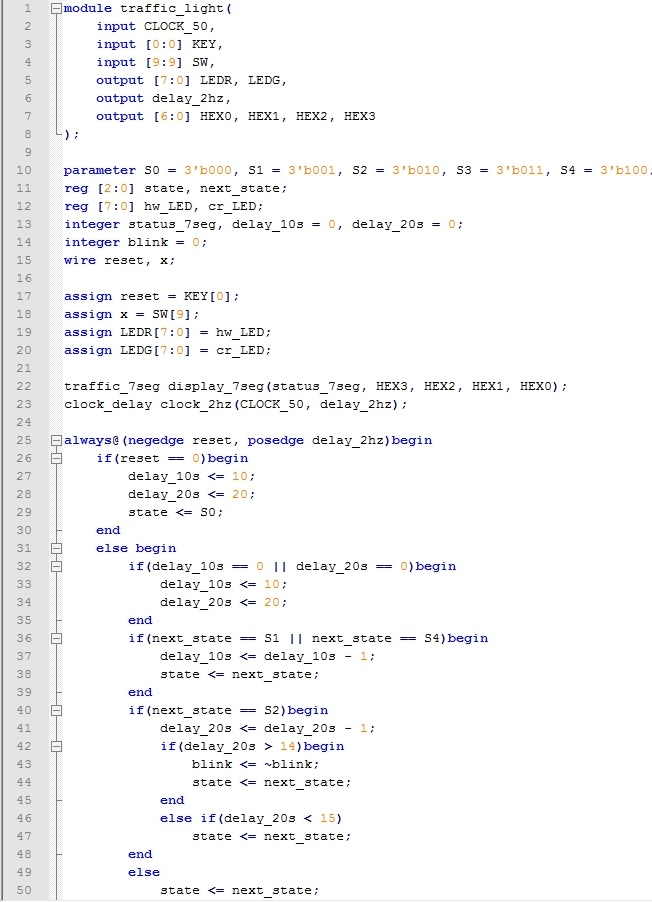 1 module traffic_light(
2 input CLOCK_50,
3 input [0:0] KEY,
4 input [9:9] SW,
5 output [7:0] LEDR, LEDG,
6 output delay_2hz,
7 output [6:0] HEX0, HEX1, HEX2, HEX3
8 );
9
10 parameter S0 = 3'b000, S1 = 3'b001, S2 = 3'b010, S3 = 3'b011, S4 = 3'b100,
11 reg [2:0] state, next_state;
12 reg [7:0] hw_LED, cr_LED;
13 integer status_7seg, delay_10s = 0, delay_20s = 0;
14 integer blink = 0;
15 wire reset, x;
16
17 assign reset = KEY[0];
18 assign x = SW[9];
19 assign LEDR[7:0] = hw_LED;
20 assign LEDG[7:0] = cr_LED;
21
22 traffic_7seg display_7seg(status_7seg, HEX3, HEX2, HEX1, HEX0);
23 clock_delay clock_2hz(CLOCK_50, delay_2hz);
24
25 always@(negedge reset, posedge delay_2hz)begin
26 if(reset == 0)begin
27 delay_10s <= 10;
28 delay_20s <= 20;
29 state <= S0;
30 end
31 else begin
32 if(delay_10s == 0 || delay_20s == 0)begin
33 delay_10s <= 10;
34 delay_20s <= 20;
35 end
36 if(next_state == S1 || next_state == S4)begin
37 delay_10s <= delay_10s - 1;
38 state <= next_state;
39 end
40 if(next_state == S2)begin
41 delay_20s <= delay_20s - 1;
42 if(delay_20s > 14)begin
43 blink <= ~blink;
44 state <= next_state;
45 end
46 else if(delay_20s < 15)
47 state <= next_state;
48 end
49 else
50 state <= next_state;